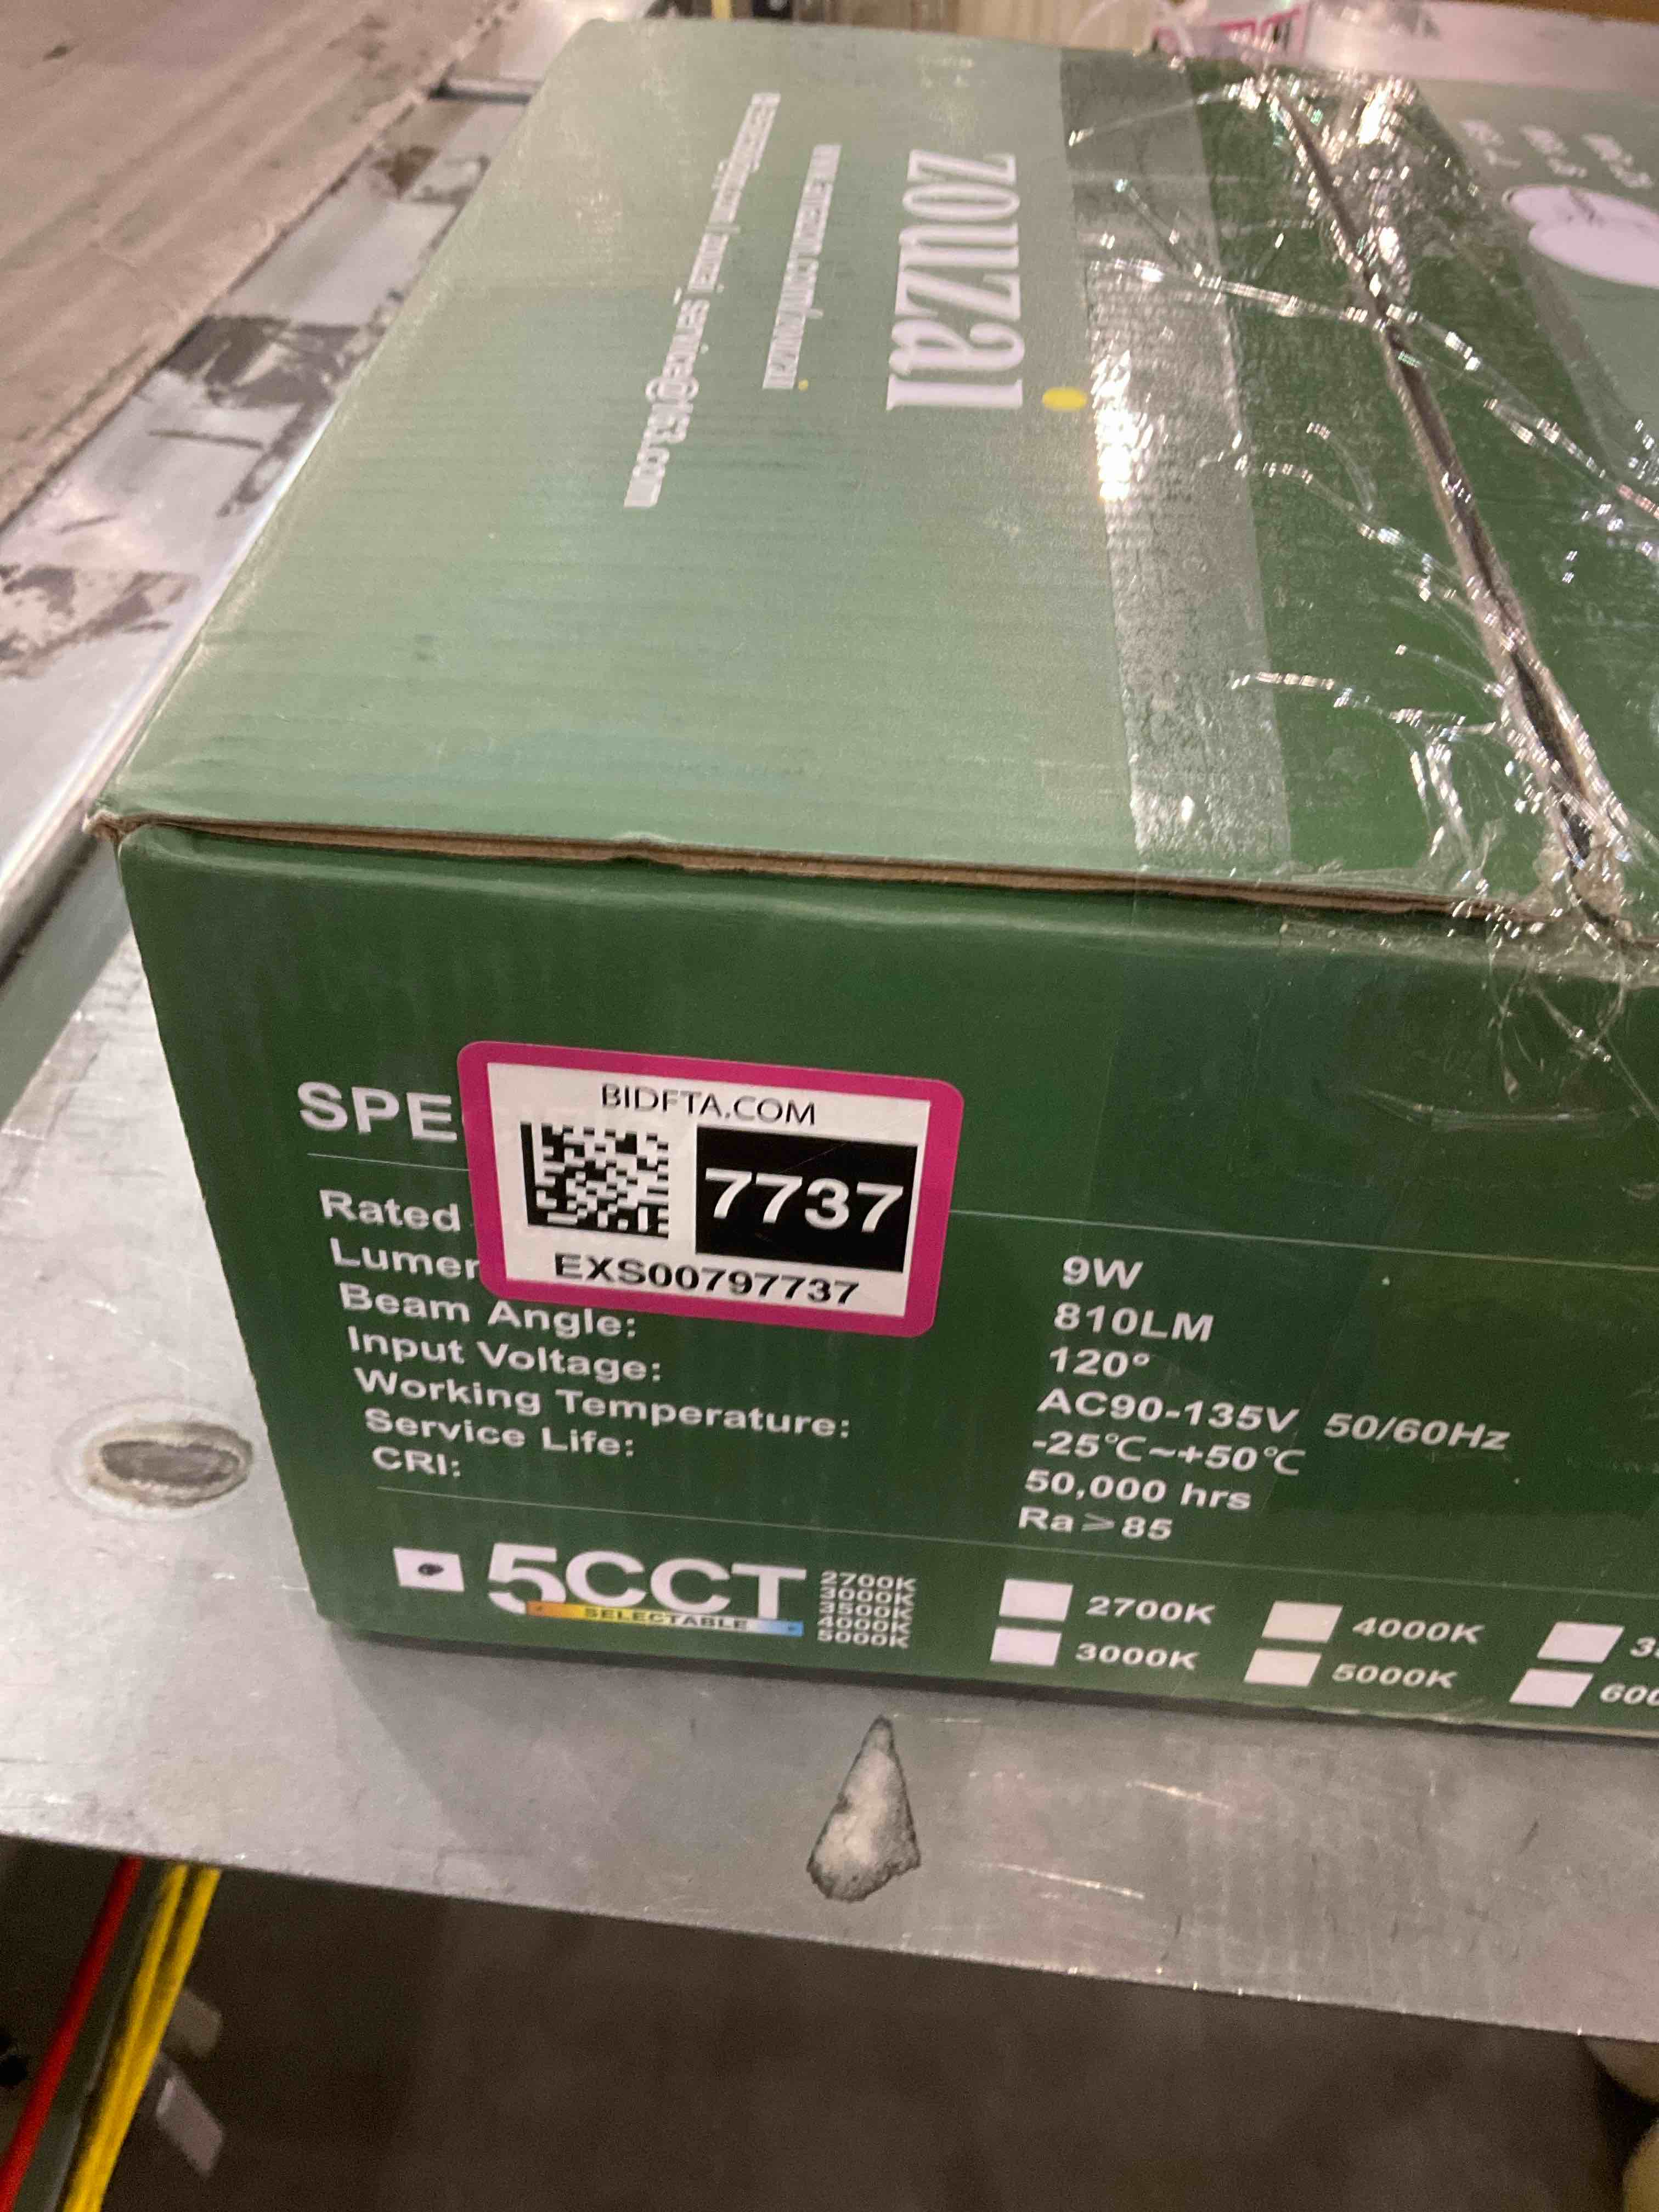 zouzai
BIDFTA.COM
7737
EXS00797737
SPE
Rated
Lumen
Beam Angle:
Input Voltage:
Working Temperature:
Service Life:
CRI:
9W
810LM
120°
AC90-135V 50/60Hz
-25℃~+50℃
50,000 hrs
Ra⩾85
5CCT
SELECTABLE
2700K
3000K
3500K
4000K
5000K
2700K
4000K
3000K
5000K